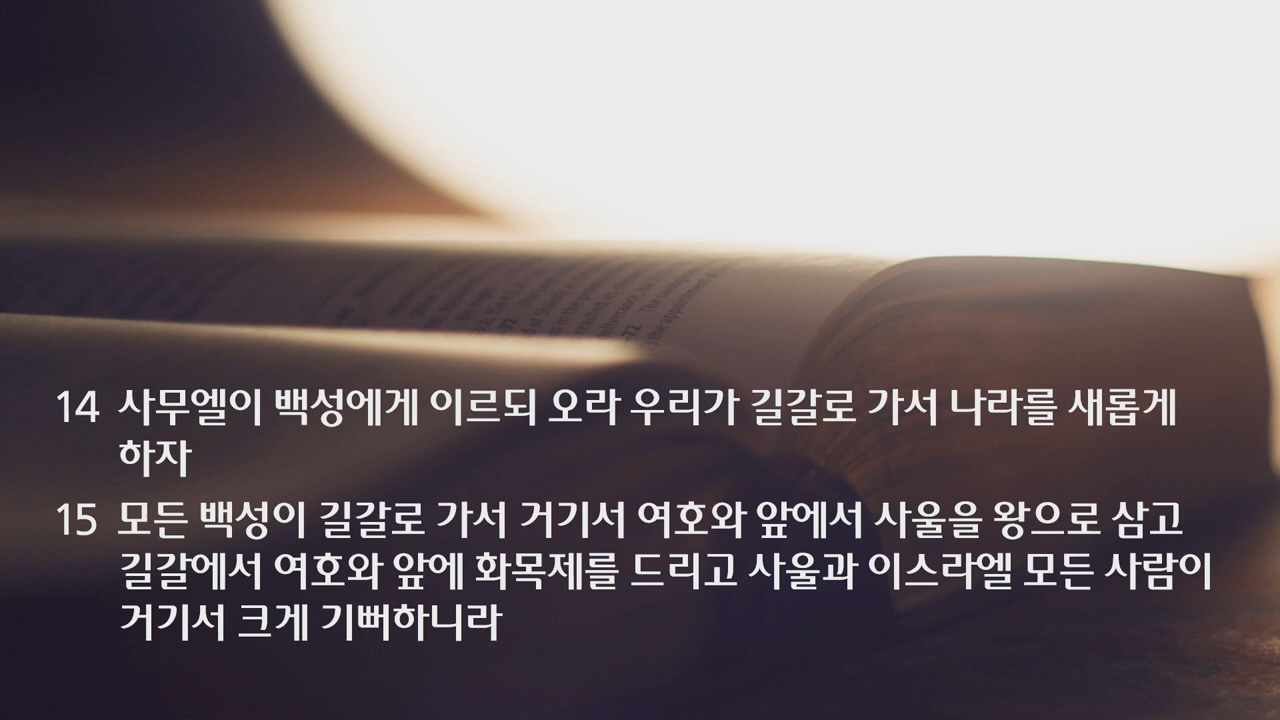 14 사무엘이 백성에게 이르되 오라 우리가 길갈로 가서 나라를 새롭게
하자
15 모든 백성이 길갈로 가서 거기서 여호와 앞에서 사울을 왕으로 삼고
길갈에서 여호와 앞에 화목제를 드리고 사울과 이스라엘 모든 사람이
거기서 크게 기뻐하니라